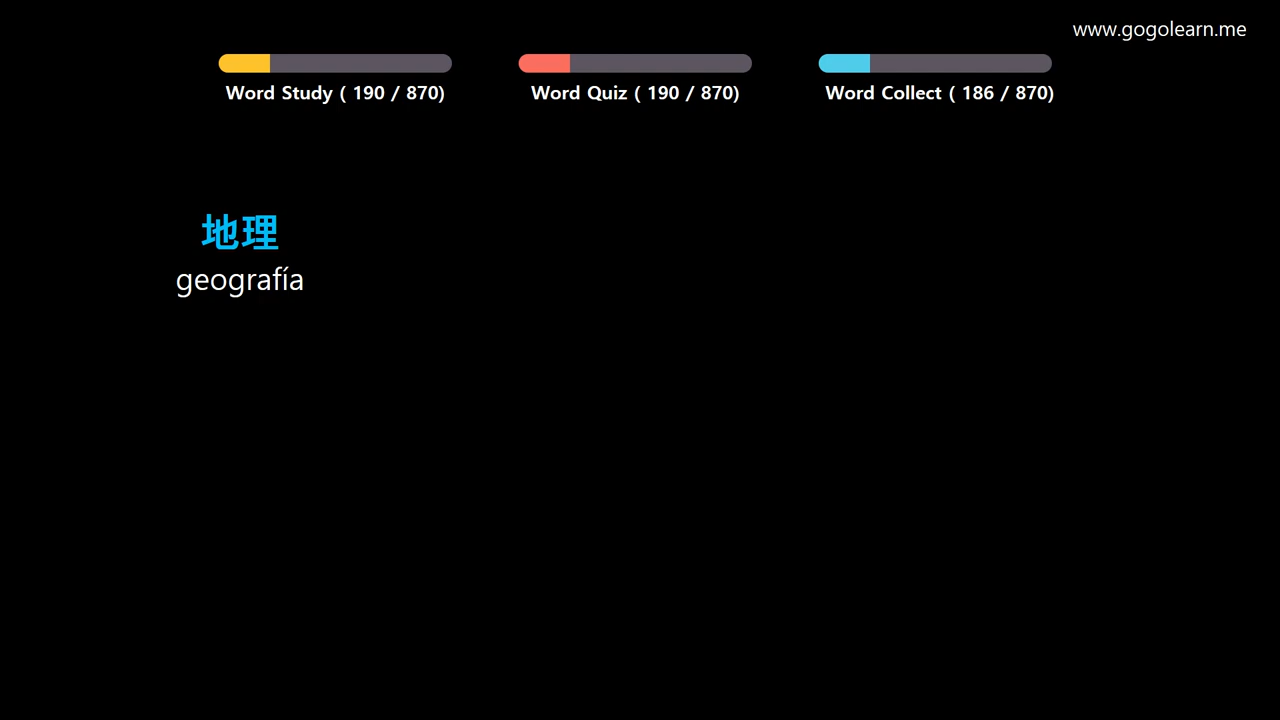 www.gogolearn.me
Word Study ( 190 / 870)
Word Quiz ( 190 / 870)
Word Collect ( 186 / 870)
地理
geografía